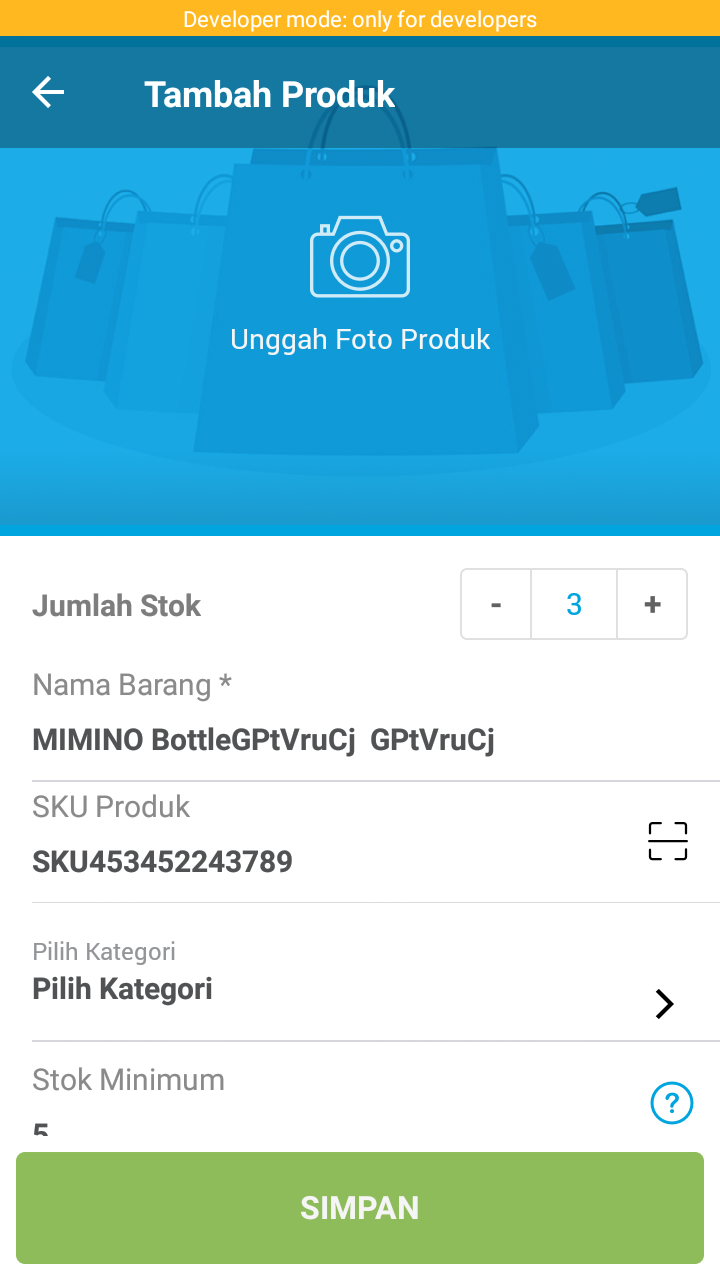 Developer mode: only for developers
Tambah Produk
Unggah Foto Produk
Jumlah Stok
- 3 +
Nama Barang *
MIMINO BottleGPtVruCj  GPtVruCj
SKU Produk
SKU453452243789
Pilih Kategori
Pilih Kategori
Stok Minimum
?
5
SIMPAN